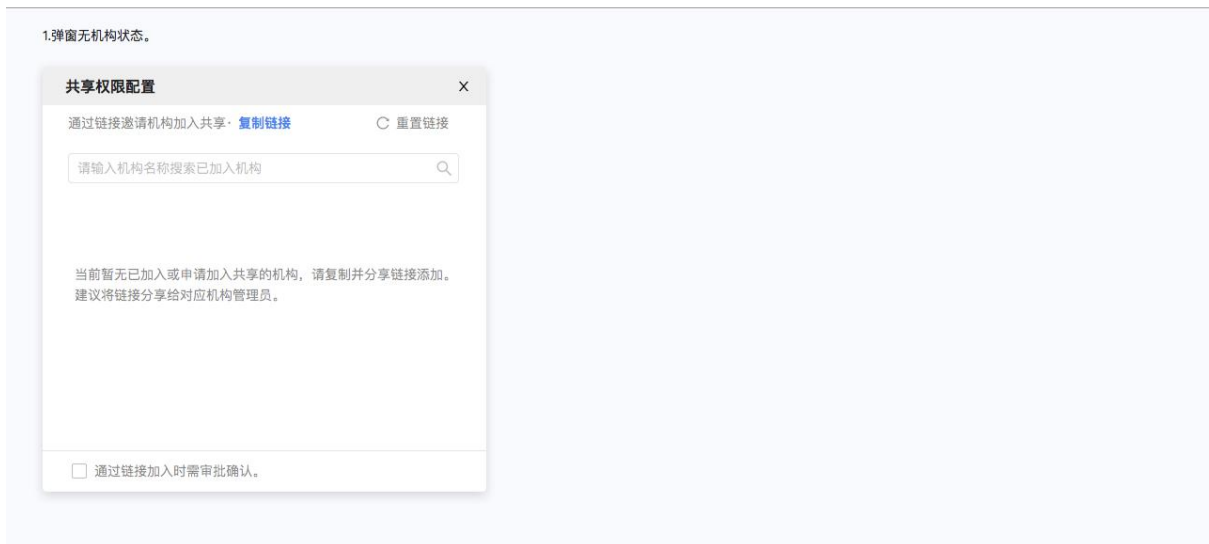 1.弹窗无机构状态。
共享权限配置 X
通过链接邀请机构加入共享· 复制链接 重置链接
请输入机构名称搜索已加入机构
当前暂无已加入或申请加入共享的机构，请复制并分享链接添加。
建议将链接分享给对应机构管理员。
通过链接加入时需审批确认。